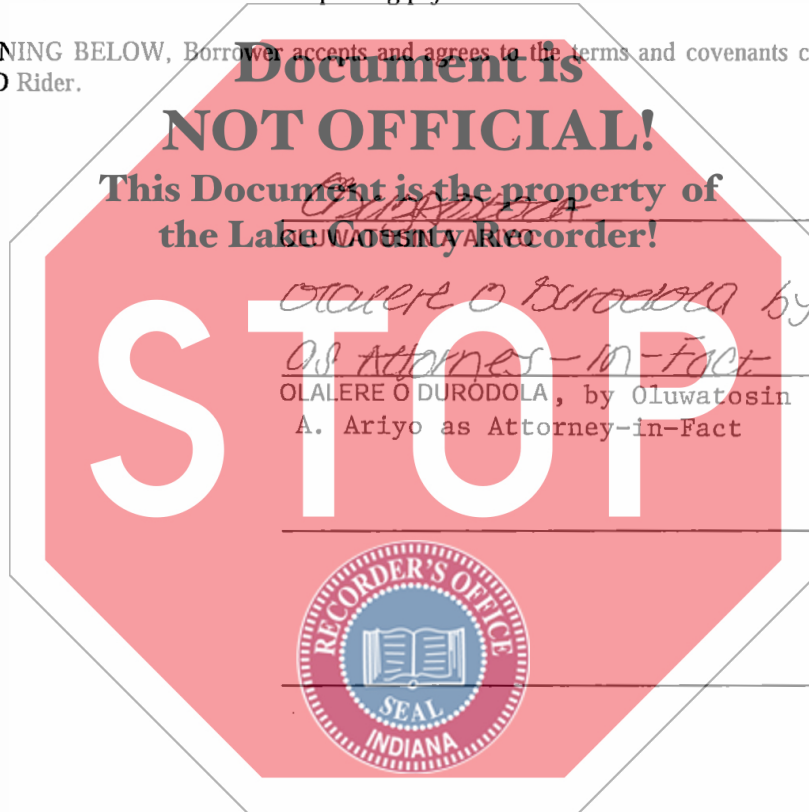 NING BELOW, Borrower accepts and agrees to the terms and covenants c
Rider.
Document is
NOT OFFICIAL!
This Document is the property of
the Lake County Recorder!
OLUWATOSIN A ARIYO
Olalere O Durodola by
as Attorney-in-Fact
OLALERE O DURODOLA, by Oluwatosin
A. Ariyo as Attorney-in-Fact
STOP
RECORDER'S OFFICE
SEAL
INDIANA